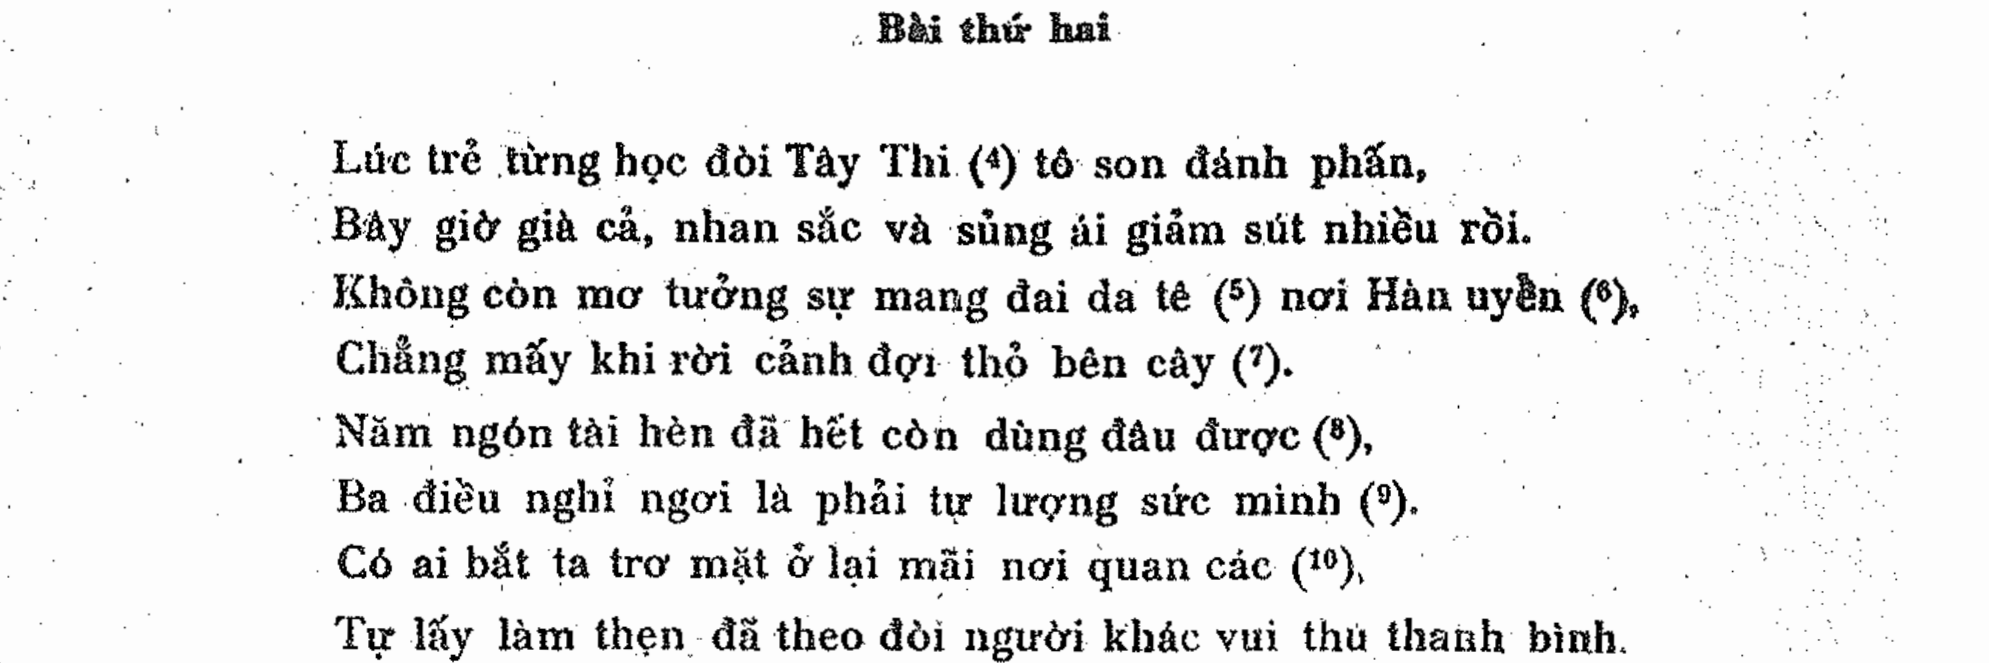 Bài thứ hai
Lúc trẻ từng học đòi Tây Thi (⁴) tô son đánh phấn,
Bây giờ già cả, nhan sắc và sủng ái giảm sút nhiều rồi.
Không còn mơ tưởng sự mang đai da tê (⁵) nơi Hàn uyển (⁶),
Chẳng mấy khi rời cảnh đợi thỏ bên cây (⁷).
Năm ngón tài hèn đã hết còn dùng đâu được (⁸),
Ba điều nghỉ ngơi là phải tự lượng sức minh (⁹).
Có ai bắt ta trơ mặt ở lại mãi nơi quan các (¹⁰),
Tự lấy làm thẹn đã theo đòi người khác vui thú thanh bình.